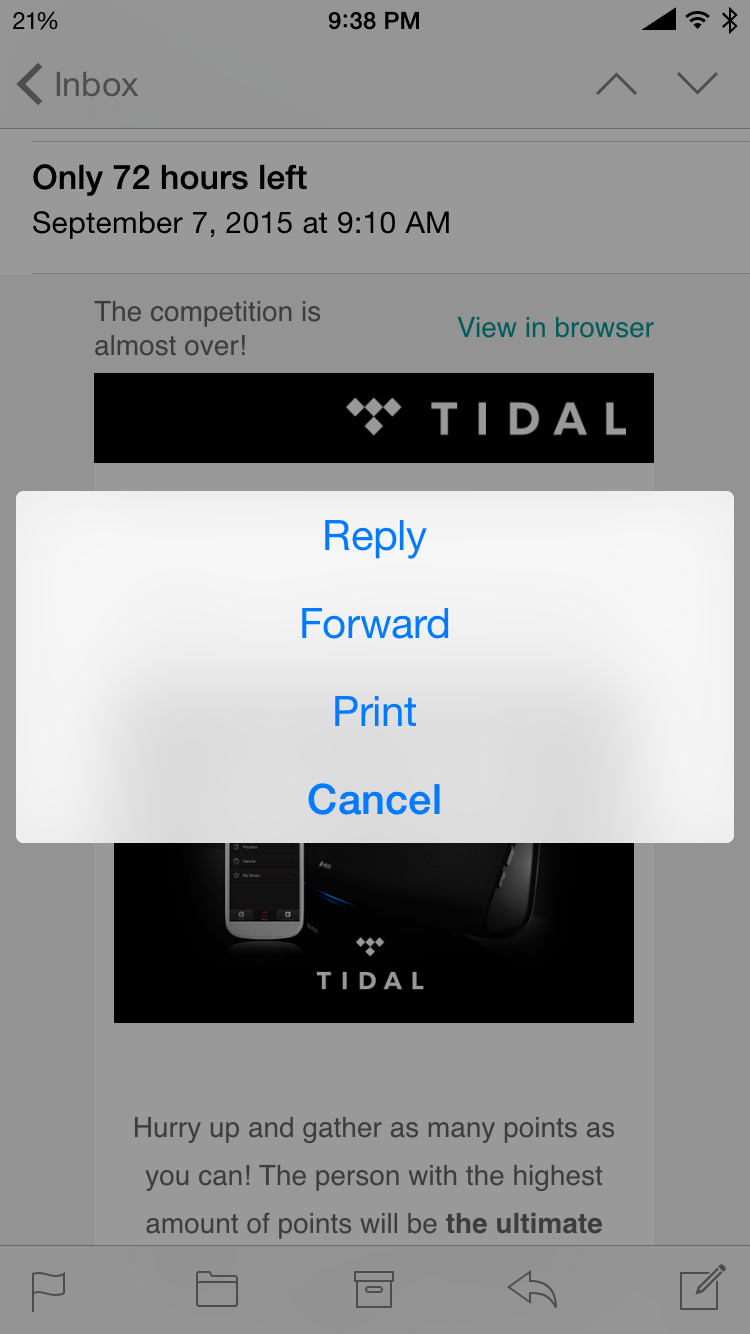 21% 9:38 PM
Inbox
Only 72 hours left
September 7, 2015 at 9:10 AM
The competition is
almost over!
View in browser
TIDAL
Reply
Forward
Print
Cancel
Playlists
Genres
My Music
TIDAL
Hurry up and gather as many points as
you can! The person with the highest
amount of points will be the ultimate